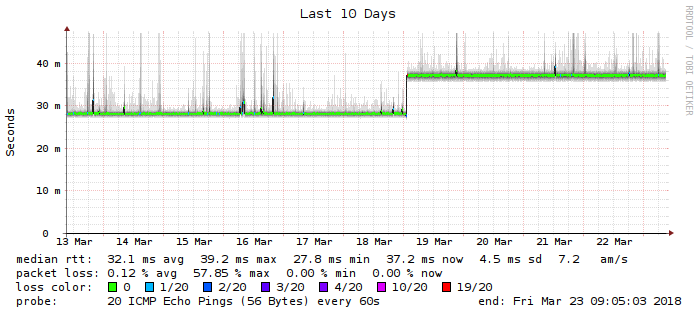 Last 10 Days
RRDTOOL / TOBI OETIKER
Seconds
40 m
30 m
20 m
10 m
0
13 Mar 14 Mar 15 Mar 16 Mar 17 Mar 18 Mar 19 Mar 20 Mar 21 Mar 22 Mar
median rtt: 32.1 ms avg 39.2 ms max 27.8 ms min 37.2 ms now 4.5 ms sd 7.2 am/s
packet loss: 0.12 % avg 57.85 % max 0.00 % min 0.00 % now
loss color: 0 1/20 2/20 3/20 4/20 10/20 19/20
probe: 20 ICMP Echo Pings (56 Bytes) every 60s end: Fri Mar 23 09:05:03 2018